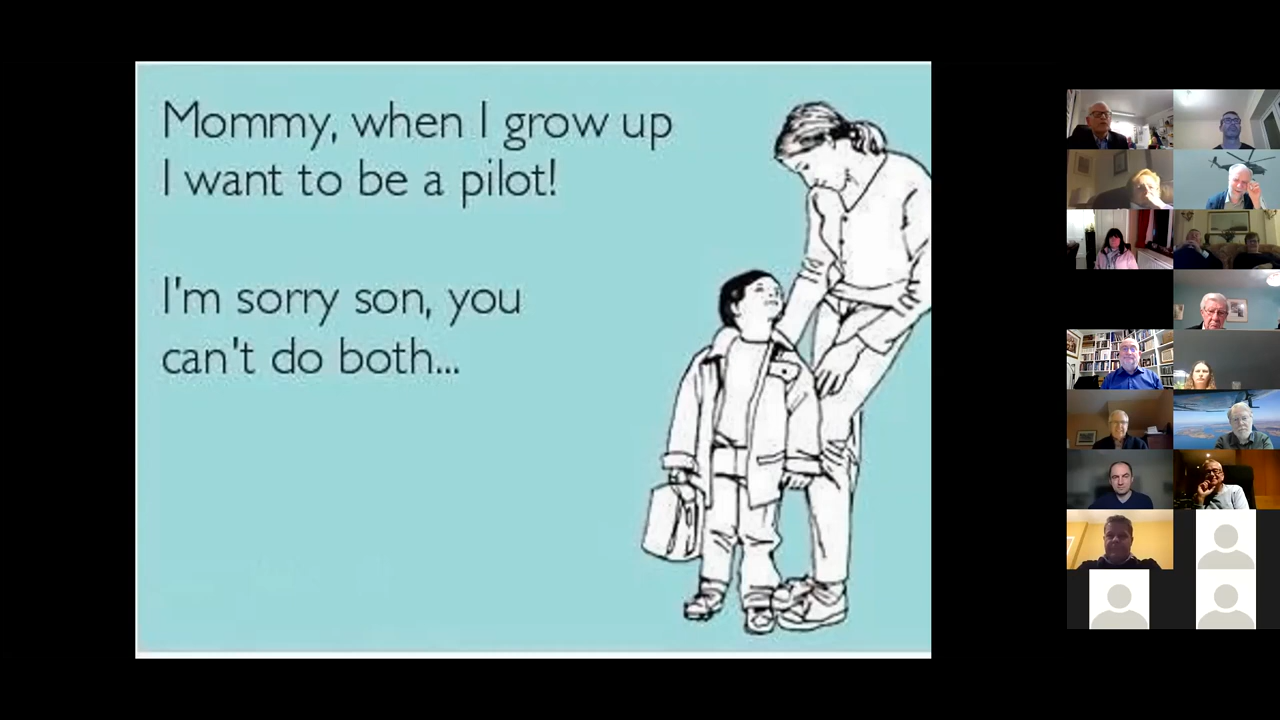 Mommy, when I grow up
I want to be a pilot!
I'm sorry son, you
can't do both...